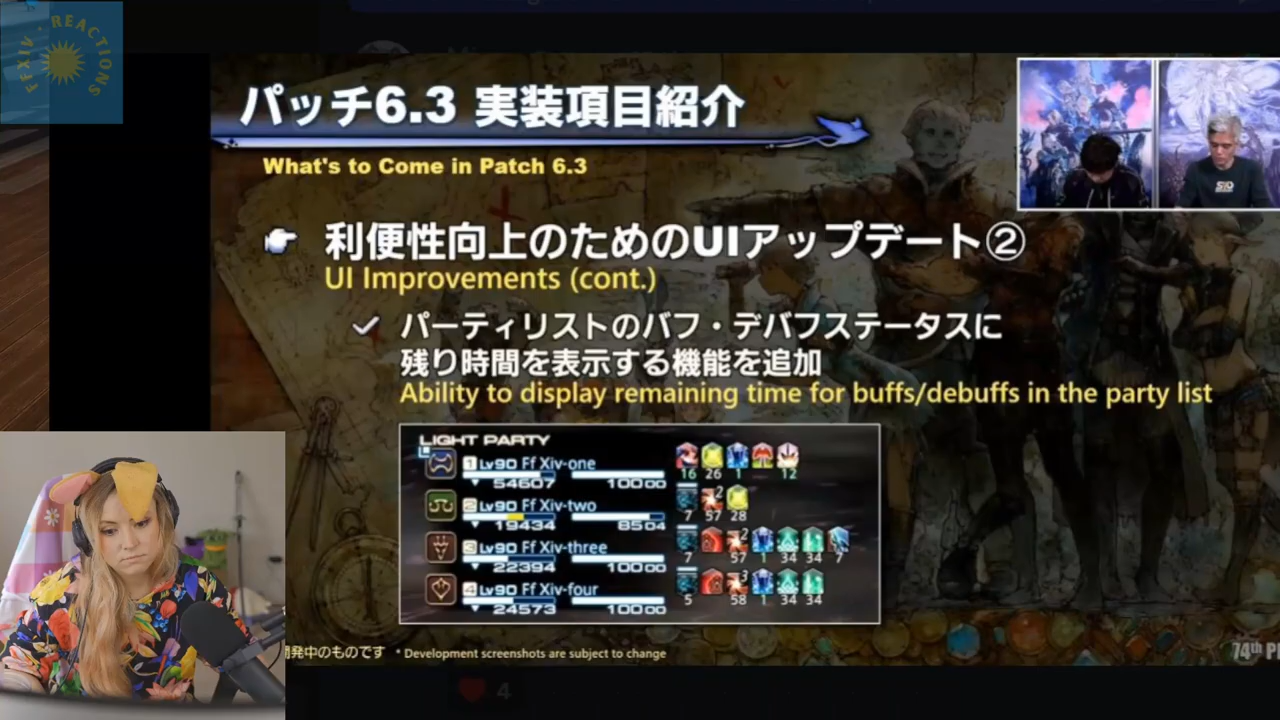 FFXIV · REACTIONS
パッチ6.3 実装項目紹介
What's to Come in Patch 6.3
利便性向上のためのUIアップデート②
UI Improvements (cont.)
パーティリストのバフ・デバフステータスに
残り時間を表示する機能を追加
Ability to display remaining time for buffs/debuffs in the party list
LIGHT PARTY
1 Lv90 Ff Xiv-one
54607 10000
16 26 12
2 Lv90 Ff Xiv-two
19434 8504
7 57 28
3 Lv90 Ff Xiv-three
22394 10000
7 57 1 34 34 7
4 Lv90 Ff Xiv-four
24573 10000
5 58 1 34 34
発中のものです * Development screenshots are subject to change
74th
4